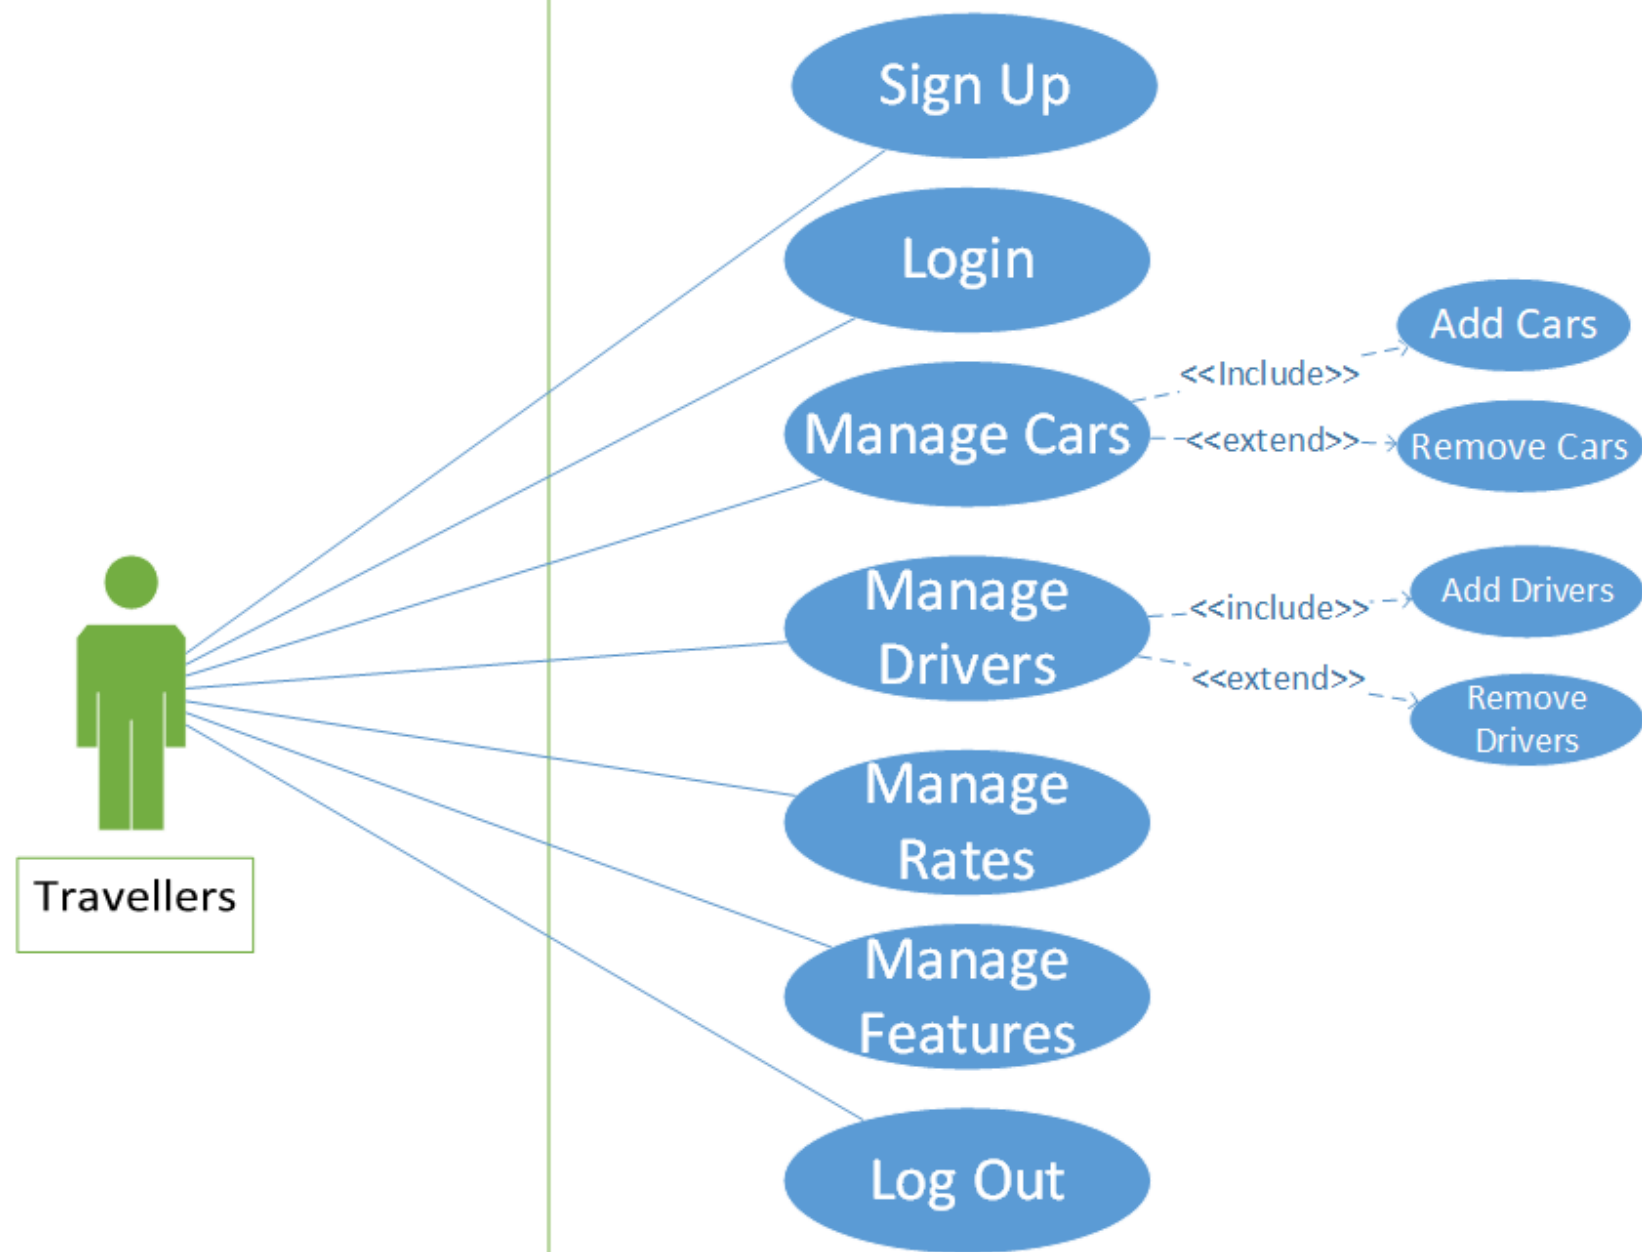 Sign Up
Login
Add Cars
<<Include>>
Manage Cars
<<extend>>
Remove Cars
Manage
Drivers
<<include>>
Add Drivers
<<extend>>
Remove
Drivers
Manage
Rates
Travellers
Manage
Features
Log Out